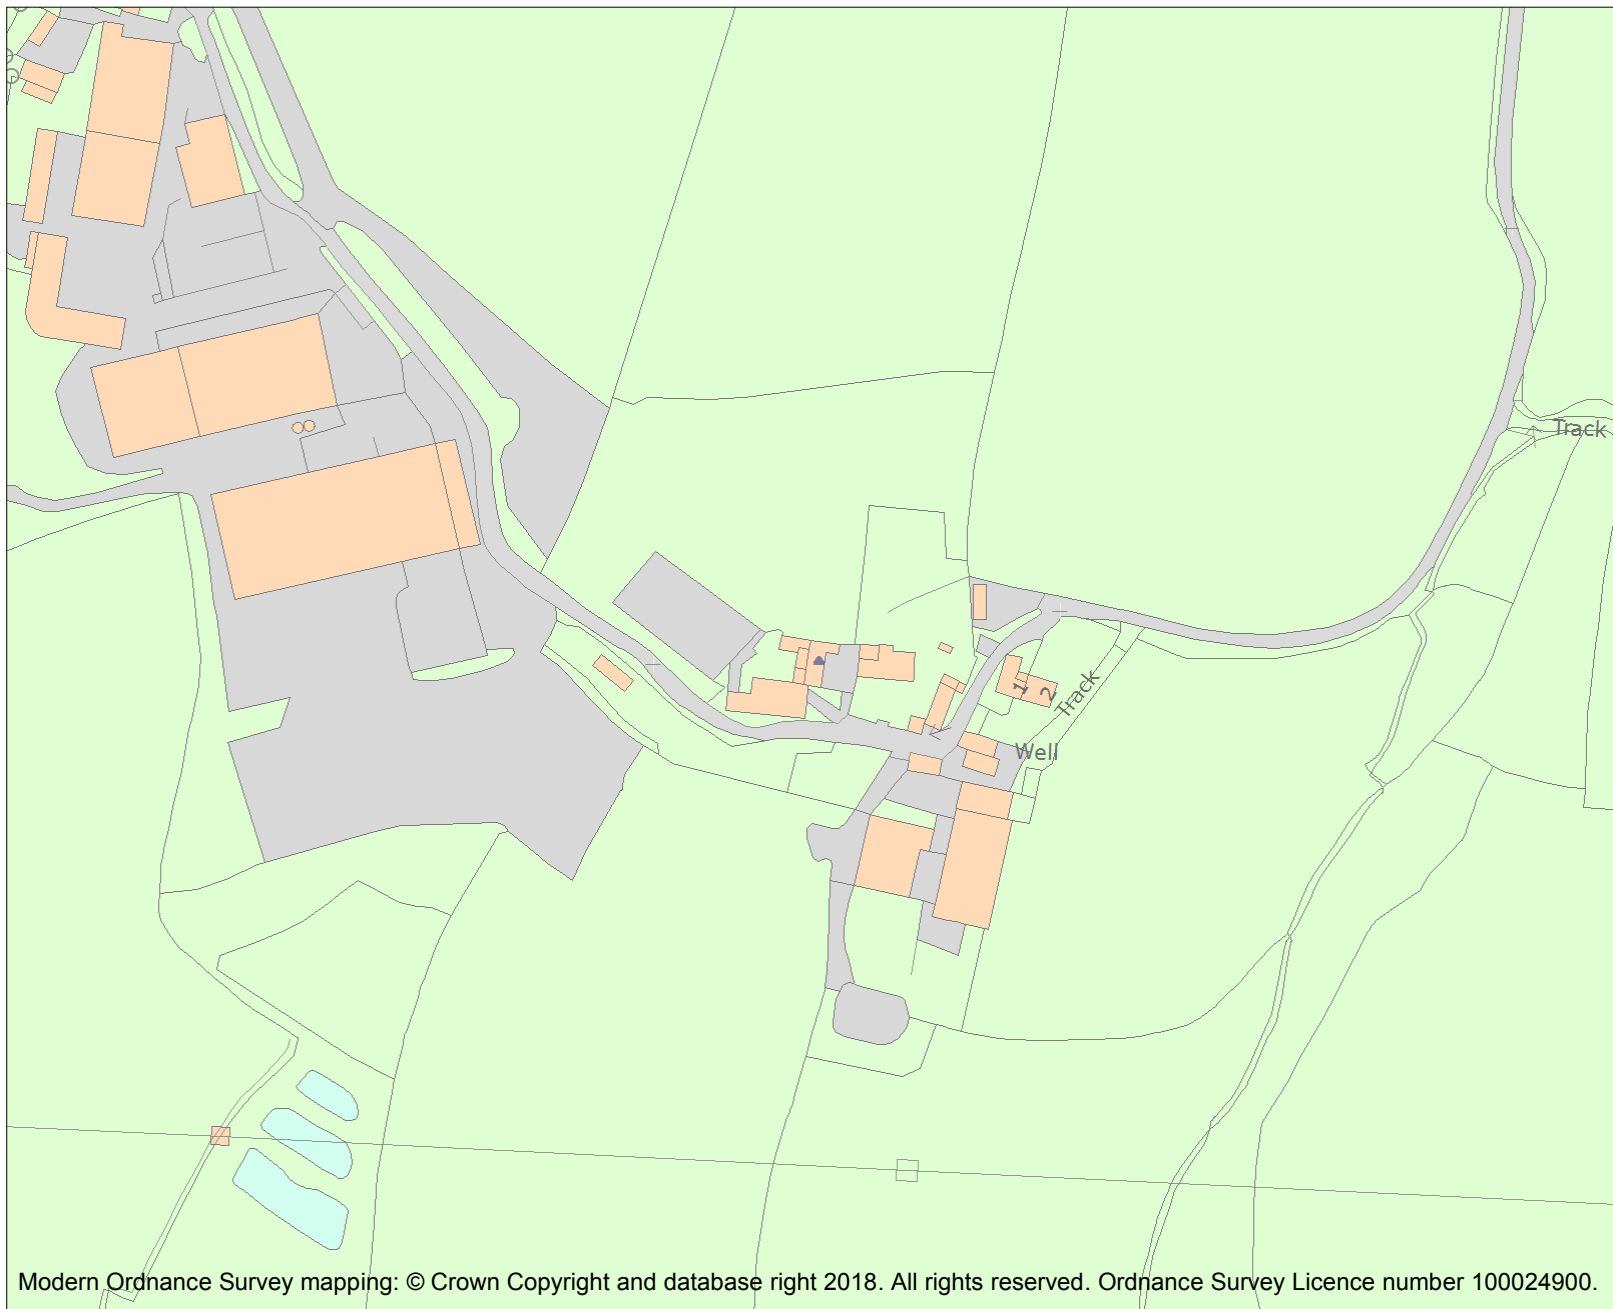 Track
1
2
Track
Well
Modern Ordnance Survey mapping: © Crown Copyright and database right 2018. All rights reserved. Ordnance Survey Licence number 100024900.